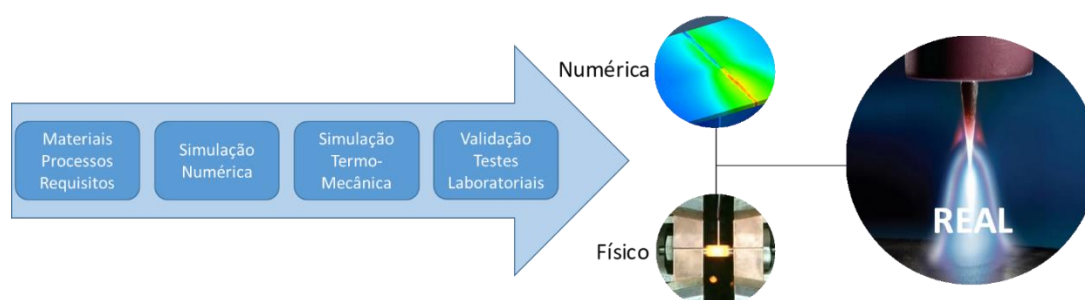 Materiais
Processos
Requisitos
Simulação
Numérica
Simulação
Termo-
Mecânica
Validação
Testes
Laboratoriais
Numérica
Físico
REAL